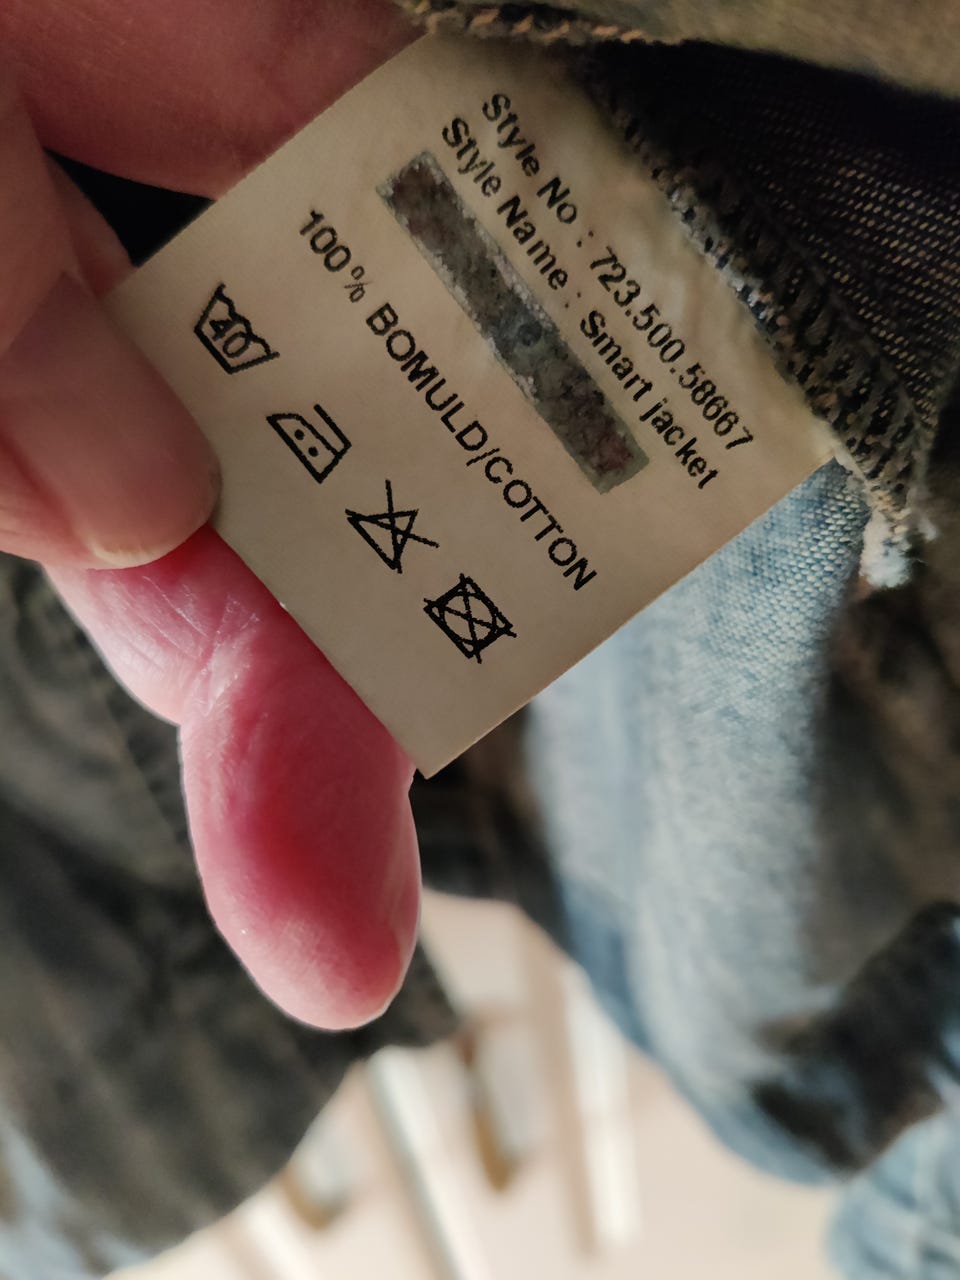 Style No : 723.500.58667
Style Name : Smart jacket
100% BOMULD/COTTON
40